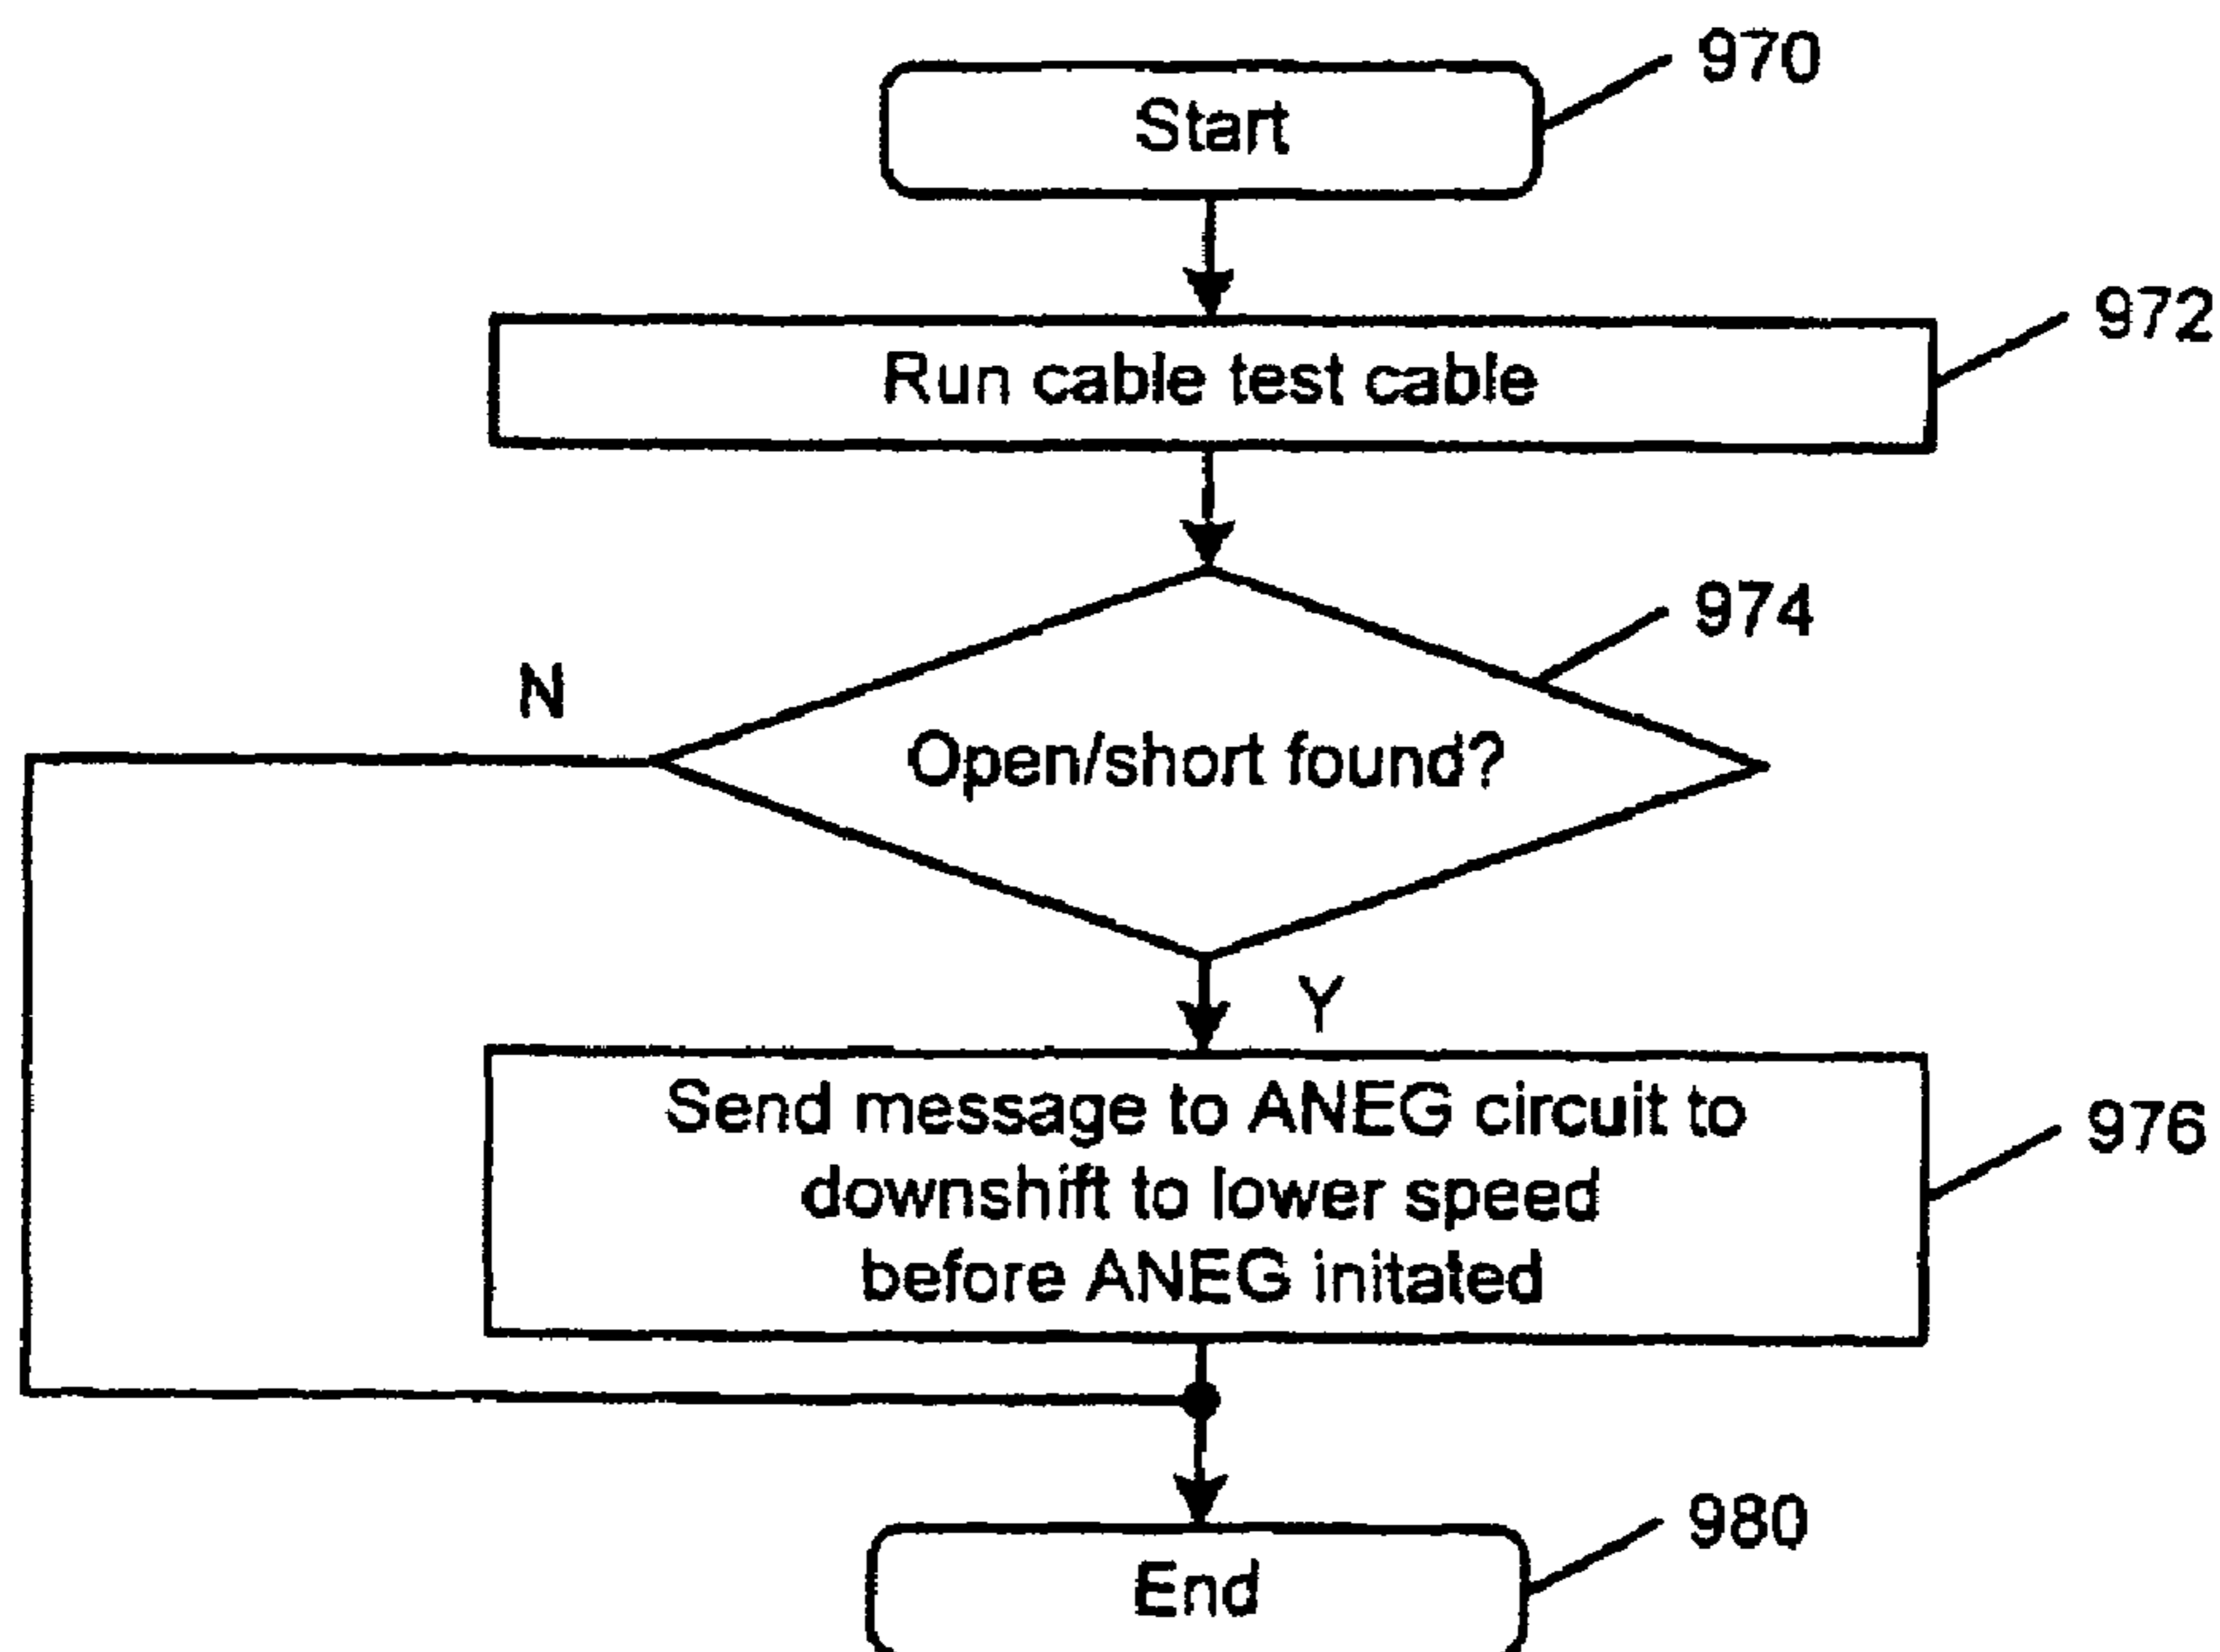 970
Start
972
Run cable test cable
974
N
Open/short found?
Y
Send message to ANEG circuit to
downshift to lower speed
before ANEG initated
976
980
End